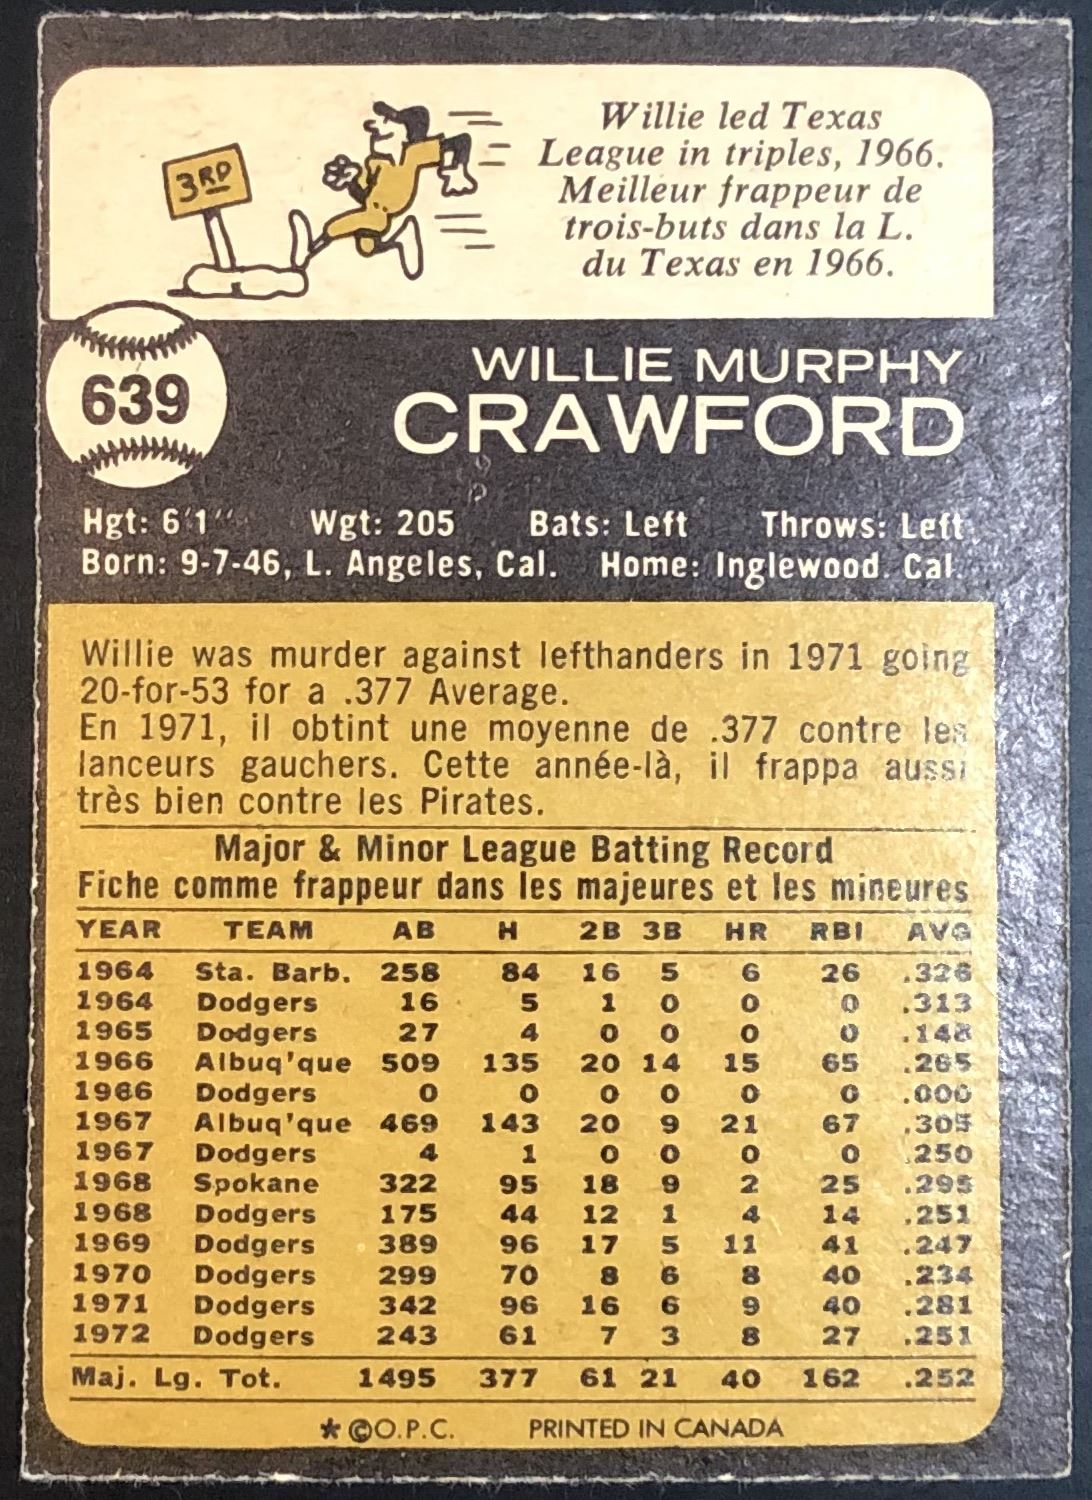 3RD
Willie led Texas
League in triples, 1966.
Meilleur frappeur de
trois-buts dans la L.
du Texas en 1966.
639
WILLIE MURPHY
CRAWFORD
Hgt: 6'1" Wgt: 205 Bats: Left Throws: Left
Born: 9-7-46, L. Angeles, Cal. Home: Inglewood. Cal.
Willie was murder against lefthanders in 1971 going
20-for-53 for a .377 Average.
En 1971, il obtint une moyenne de .377 contre les
lanceurs gauchers. Cette année-là, il frappa aussi
très bien contre les Pirates.
Major & Minor League Batting Record
Fiche comme frappeur dans les majeures et les mineures
YEAR TEAM AB H 2B 3B HR RBI AVG
1964 Sta. Barb. 258 84 16 5 6 26 .326
1964 Dodgers 16 5 1 0 0 0 .313
1965 Dodgers 27 4 0 0 0 0 .148
1966 Albuq'que 509 135 20 14 15 65 .265
1966 Dodgers 0 0 0 0 0 0 .000
1967 Albuq'que 469 143 20 9 21 67 .305
1967 Dodgers 4 1 0 0 0 0 .250
1968 Spokane 322 95 18 9 2 25 .295
1968 Dodgers 175 44 12 1 4 14 .251
1969 Dodgers 389 96 17 5 11 41 .247
1970 Dodgers 299 70 8 6 8 40 .234
1971 Dodgers 342 96 16 6 9 40 .281
1972 Dodgers 243 61 7 3 8 27 .251
Maj. Lg. Tot. 1495 377 61 21 40 162 .252
* ©O.P.C. PRINTED IN CANADA